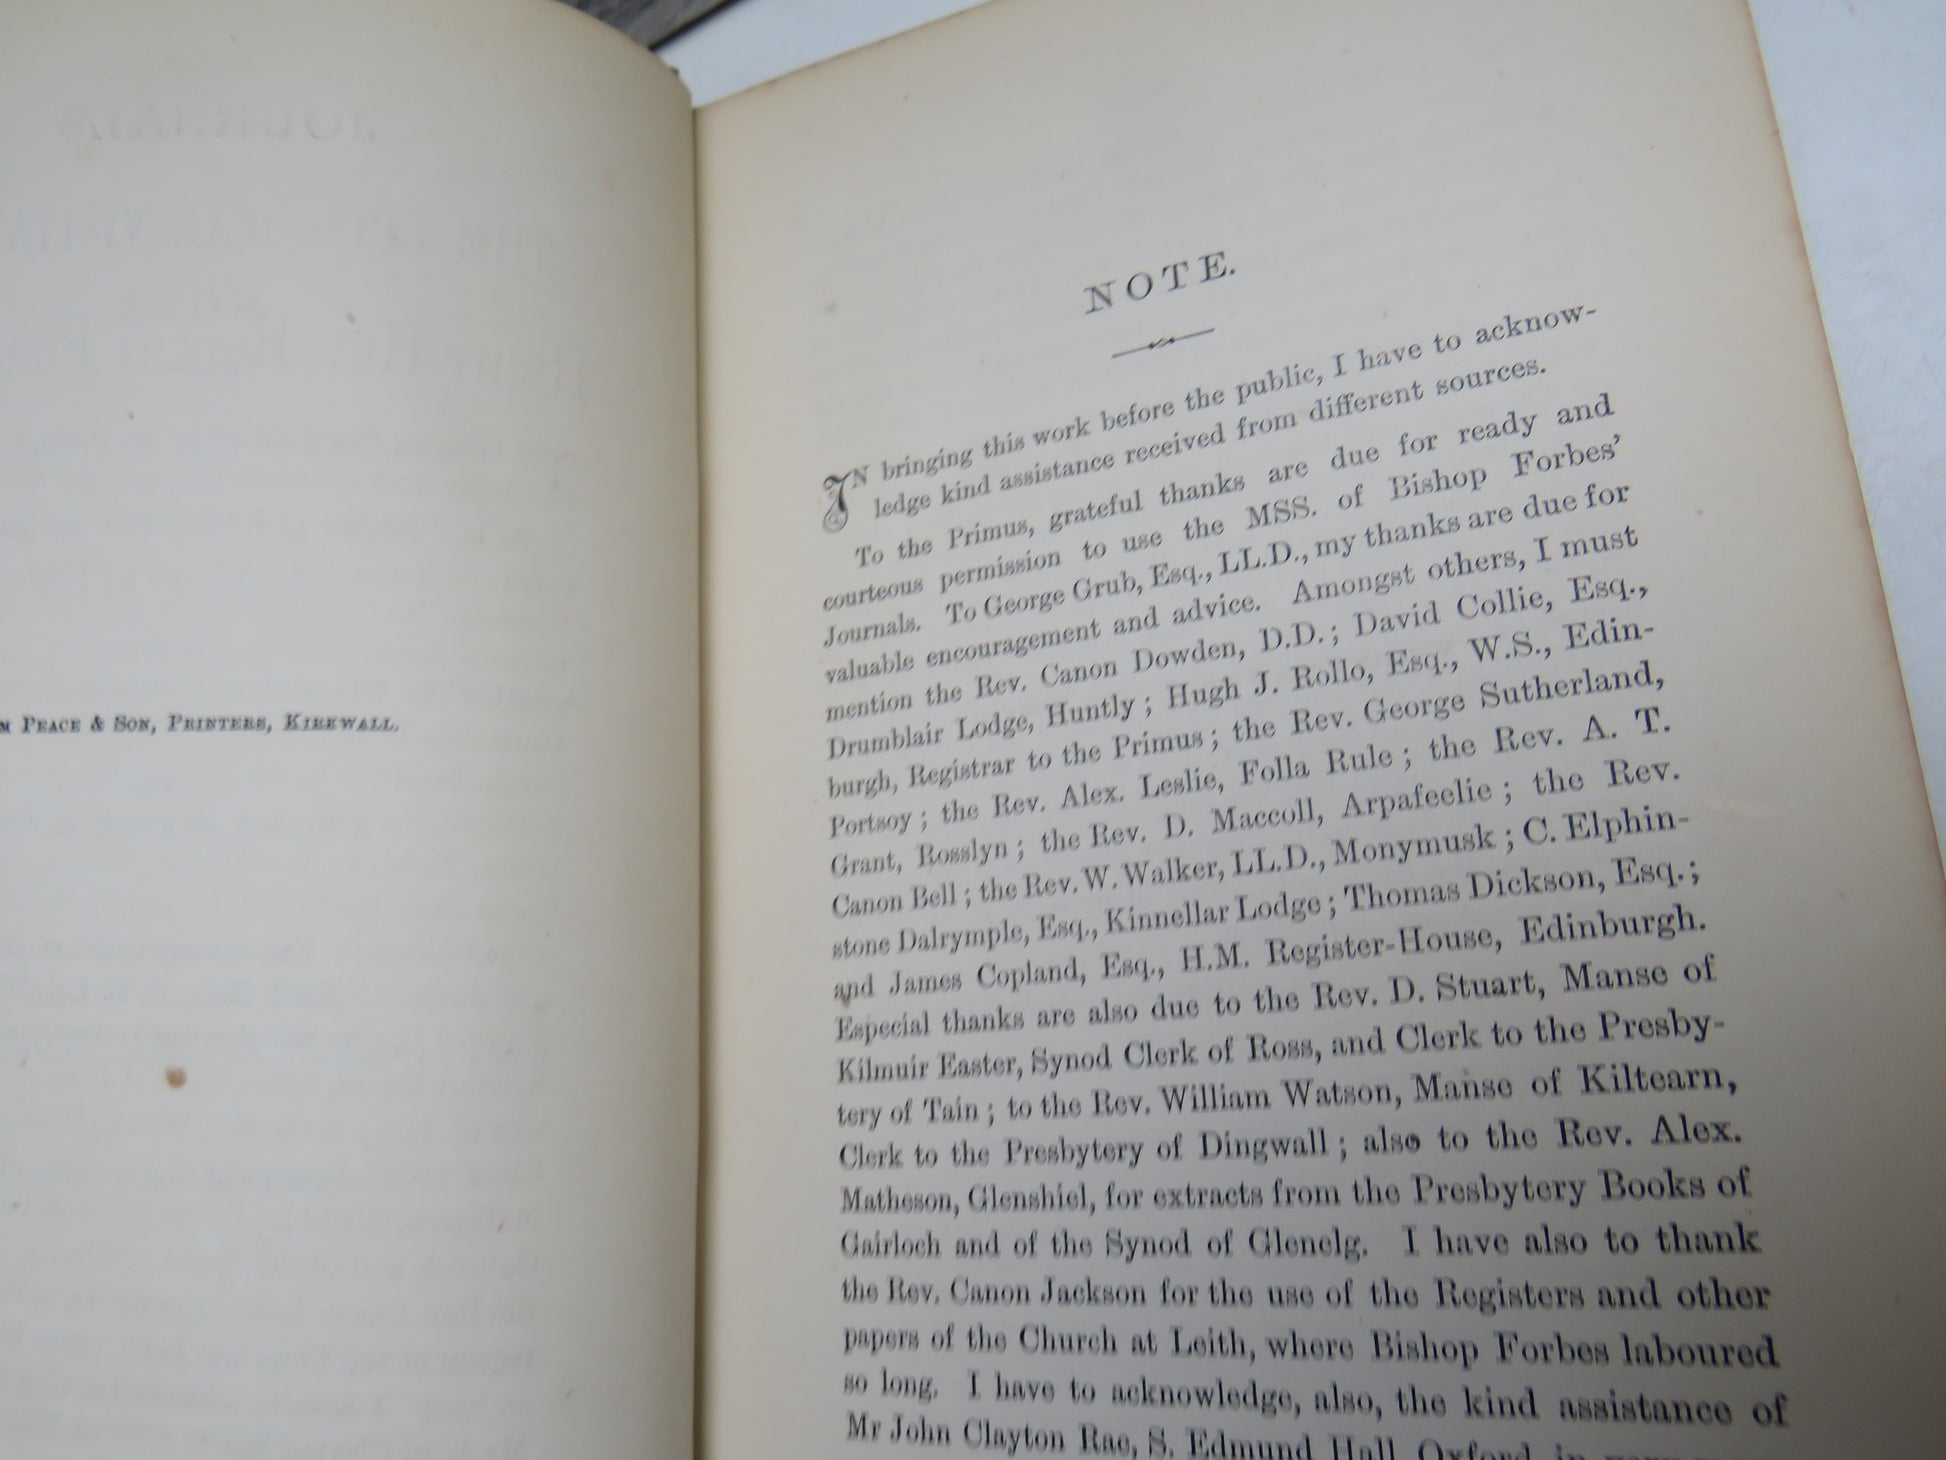 M PEACE & SON, PRINTERS, KIRKWALL.
NOTE.
IN bringing this work before the public, I have to acknow-
ledge kind assistance received from different sources.
To the Primus, grateful thanks are due for ready and
courteous permission to use the MSS. of Bishop Forbes'
Journals. To George Grub, Esq., LL.D., my thanks are due for
valuable encouragement and advice. Amongst others, I must
mention the Rev. Canon Dowden, D.D.; David Collie, Esq.,
Drumblair Lodge, Huntly; Hugh J. Rollo, Esq., W.S., Edin-
burgh, Registrar to the Primus; the Rev. George Sutherland,
Portsoy; the Rev. Alex. Leslie, Folla Rule; the Rev. A. T.
Grant, Rosslyn; the Rev. D. Maccoll, Arpafeelie; the Rev.
Canon Bell; the Rev. W. Walker, LL.D., Monymusk; C. Elphin-
stone Dalrymple, Esq., Kinnellar Lodge; Thomas Dickson, Esq.;
and James Copland, Esq., H.M. Register-House, Edinburgh.
Especial thanks are also due to the Rev. D. Stuart, Manse of
Kilmuir Easter, Synod Clerk of Ross, and Clerk to the Presby-
tery of Tain; to the Rev. William Watson, Manse of Kiltearn,
Clerk to the Presbytery of Dingwall; also to the Rev. Alex.
Matheson, Glenshiel, for extracts from the Presbytery Books of
Gairloch and of the Synod of Glenelg. I have also to thank
the Rev. Canon Jackson for the use of the Registers and other
papers of the Church at Leith, where Bishop Forbes laboured
so long. I have to acknowledge, also, the kind assistance of
Mr John Clayton Rae, S. Edmund Hall, Oxford, in